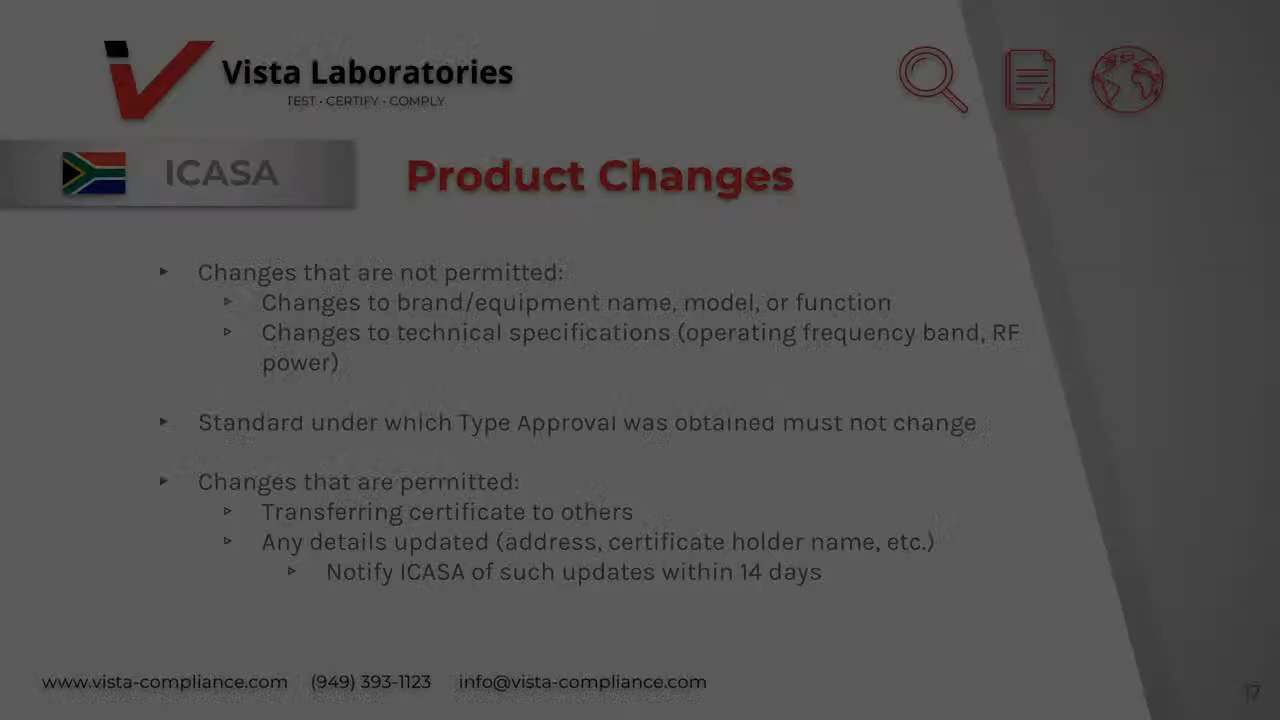 Vista Laboratories
TEST · CERTIFY · COMPLY
ICASA
Product Changes
Changes that are not permitted:
Changes to brand/equipment name, model, or function
Changes to technical specifications (operating frequency band, RF
power)
Standard under which Type Approval was obtained must not change
Changes that are permitted:
Transferring certificate to others
Any details updated (address, certificate holder name, etc.)
Notify ICASA of such updates within 14 days
www.vista-compliance.com (949) 393-1123 info@vista-compliance.com
17